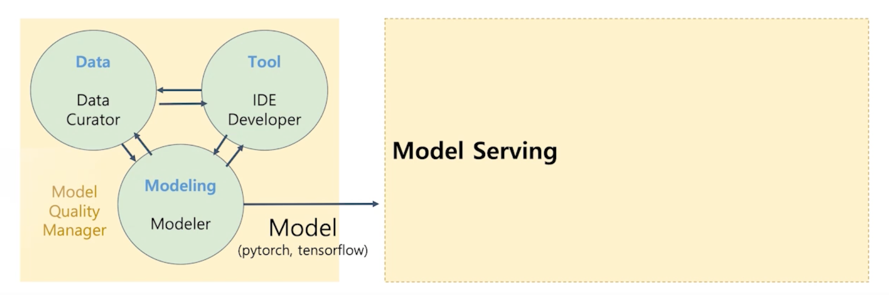 Data
Data
Curator
Tool
IDE
Developer
Modeling
Modeler
Model
Quality
Manager
Model
(pytorch, tensorflow)
Model Serving